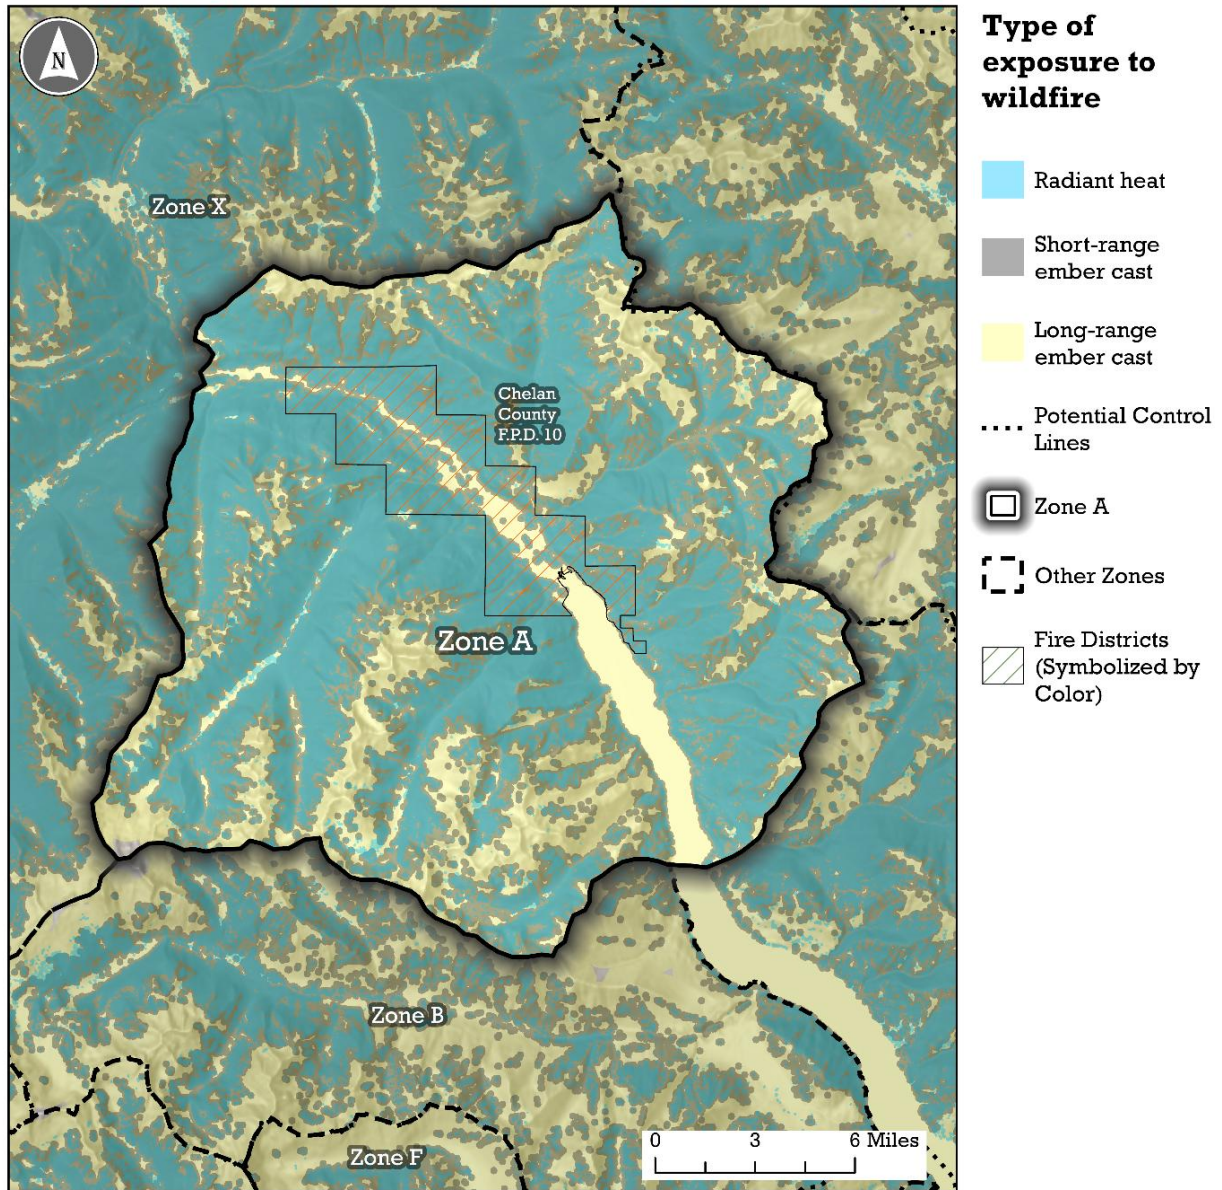 N
Zone X
Chelan
County
F.P.D. 10
Zone A
Zone B
Zone F
0 3 6 Miles
Type of
exposure to
wildfire
Radiant heat
Short-range
ember cast
Long-range
ember cast
Potential Control
Lines
Zone A
Other Zones
Fire Districts
(Symbolized by
Color)